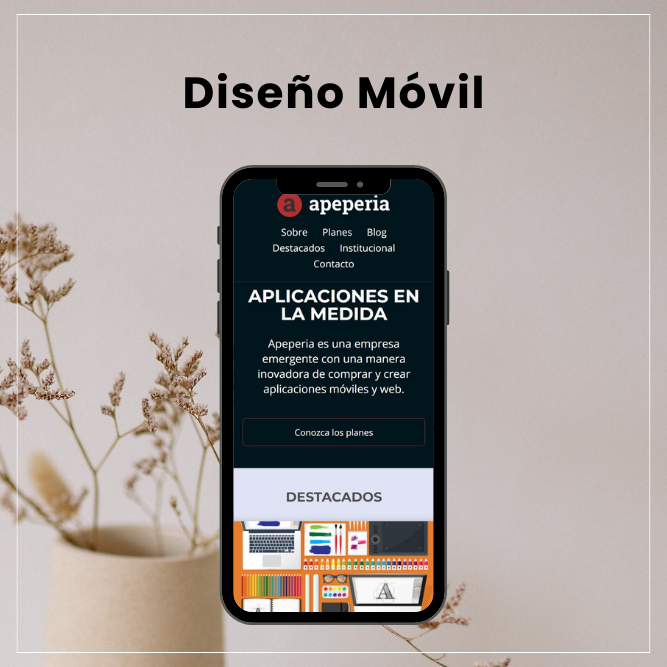 Diseño Móvil
a apeperia
Sobre Planes Blog
Destacados Institucional
Contacto
APLICACIONES EN
LA MEDIDA
Apeperia es una empresa
emergente con una manera
inovadora de comprar y crear
aplicaciones móviles y web.
Conozca los planes
DESTACADOS
A